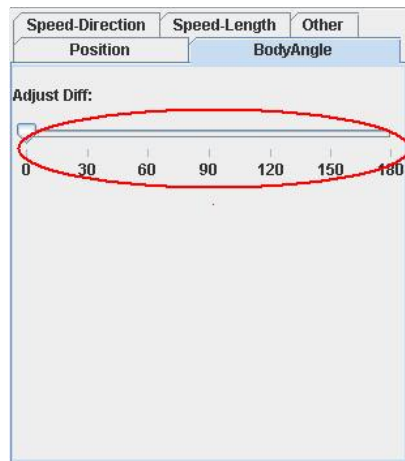 Speed-Direction Speed-Length Other
Position BodyAngle
Adjust Diff:
0 30 60 90 120 150 180